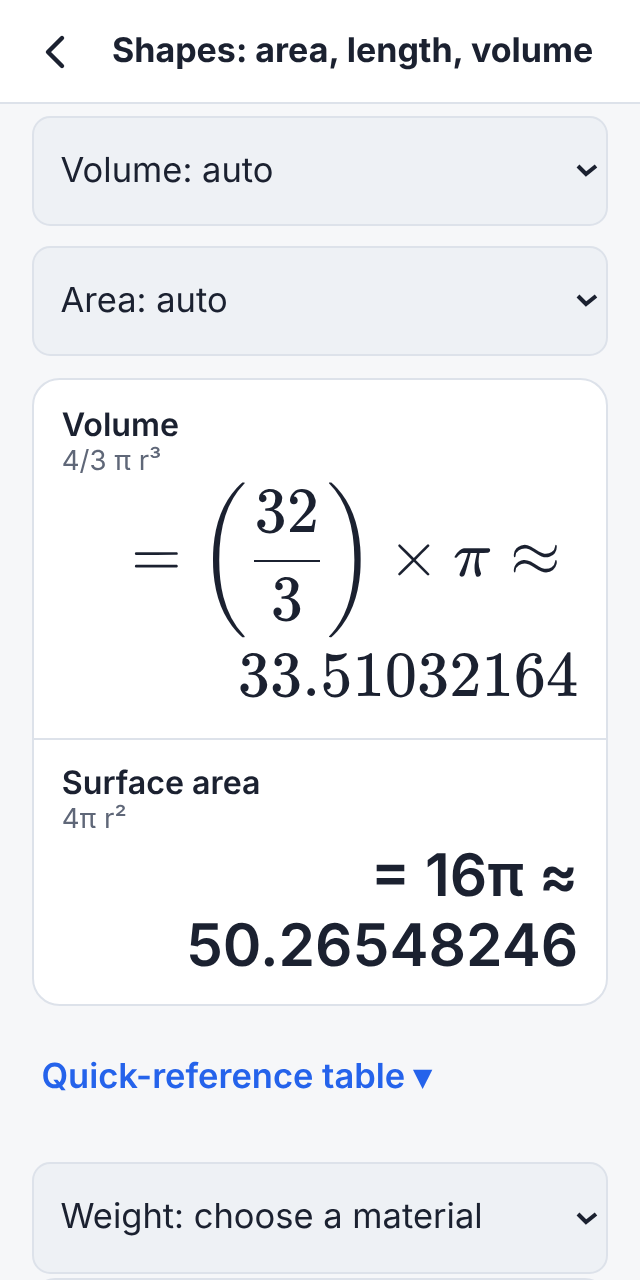 Shapes: area, length, volume
Volume: auto
Area: auto
Volume
4/3 π r³
= (32/3) × π ≈
33.51032164
Surface area
4π r²
= 16π ≈
50.26548246
Quick-reference table ▼
Weight: choose a material